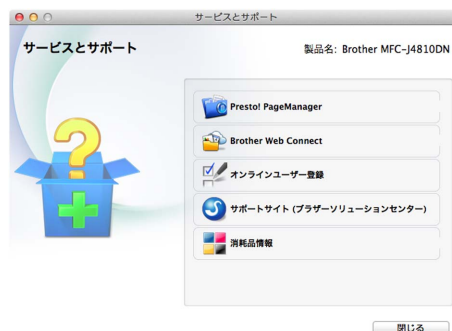 サービスとサポート
サービスとサポート
製品名: Brother MFC-J4810DN
Presto! PageManager
Brother Web Connect
オンラインユーザー登録
サポートサイト (ブラザーソリューションセンター)
消耗品情報
閉じる